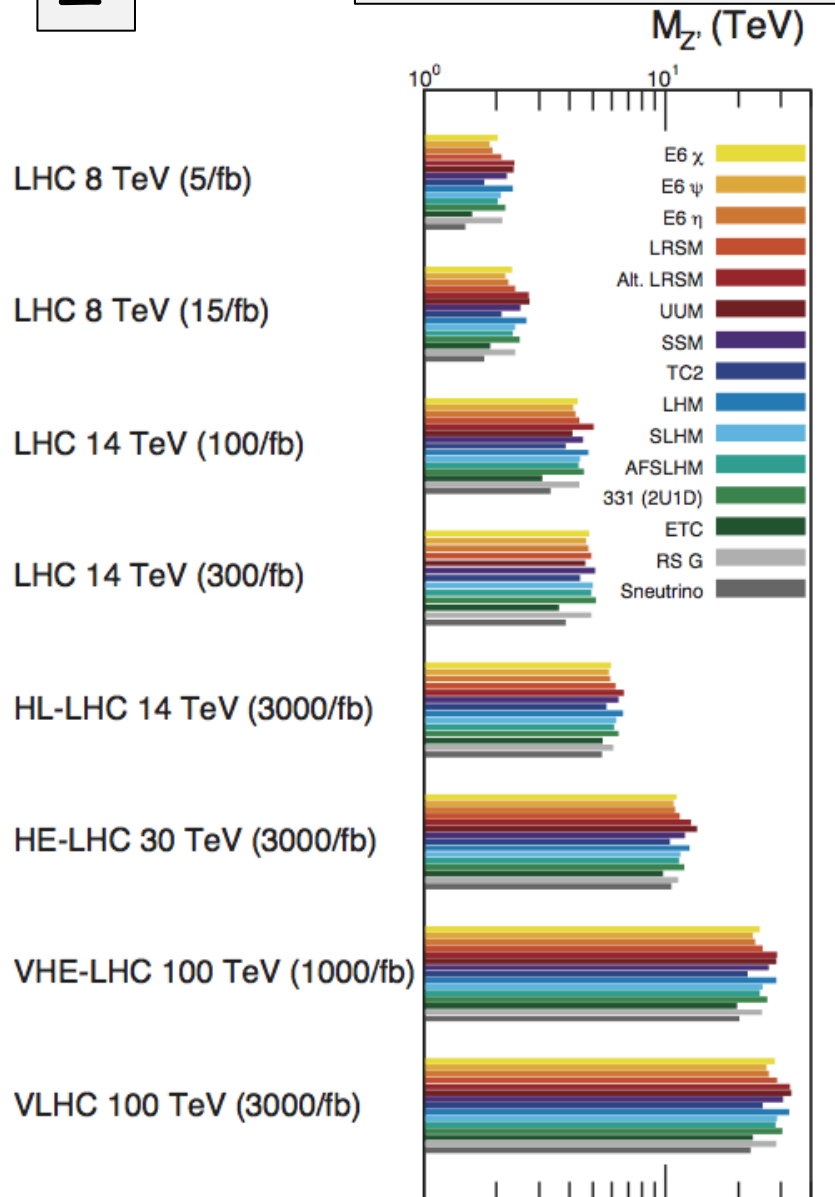 M_Z' (TeV)
10^0 10^1
LHC 8 TeV (5/fb)
LHC 8 TeV (15/fb)
LHC 14 TeV (100/fb)
LHC 14 TeV (300/fb)
HL-LHC 14 TeV (3000/fb)
HE-LHC 30 TeV (3000/fb)
VHE-LHC 100 TeV (1000/fb)
VLHC 100 TeV (3000/fb)
E6 χ
E6 ψ
E6 η
LRSM
Alt. LRSM
UUM
SSM
TC2
LHM
SLHM
AFSLHM
331 (2U1D)
ETC
RS G
Sneutrino